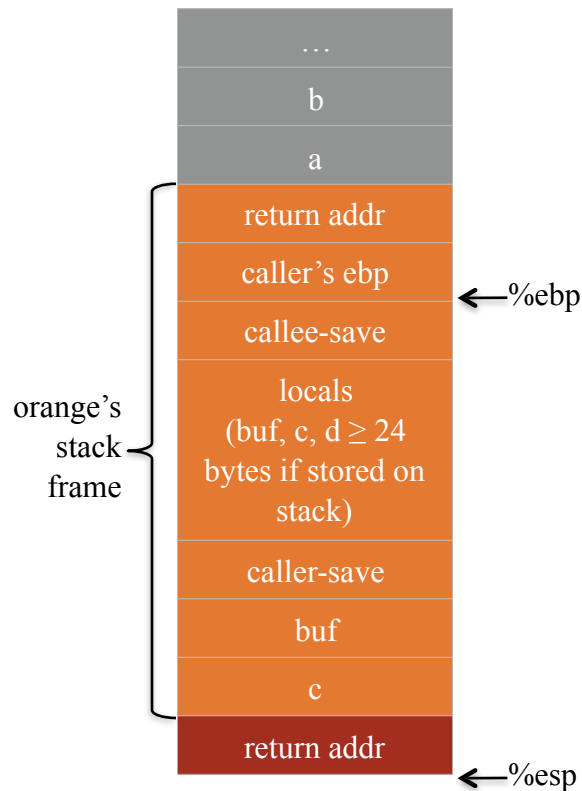 …
b
a
return addr
caller’s ebp
%ebp
callee-save
locals
(buf, c, d ≥ 24
bytes if stored on
stack)
orange’s
stack
frame
caller-save
buf
c
return addr
%esp